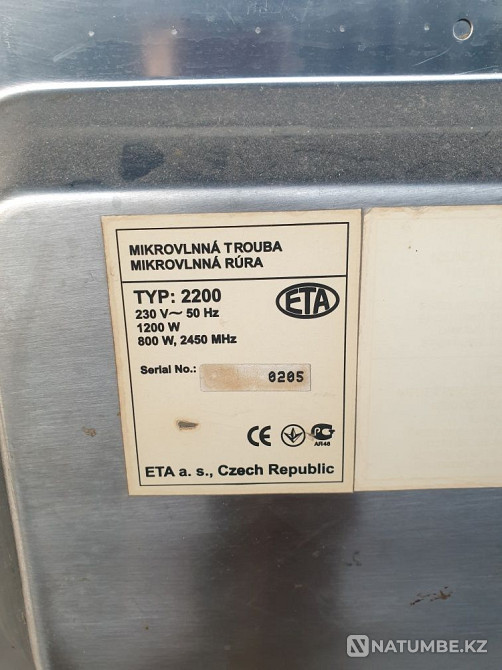 MIKROVLNNÁ TROUBA
MIKROVLNNÁ RÚRA
TYP: 2200
ETA
230 V~ 50 Hz
1200 W
800 W, 2450 MHz
Serial No.: 0205
CE
AR46
ETA a. s., Czech Republic
NATUMBE.KZ